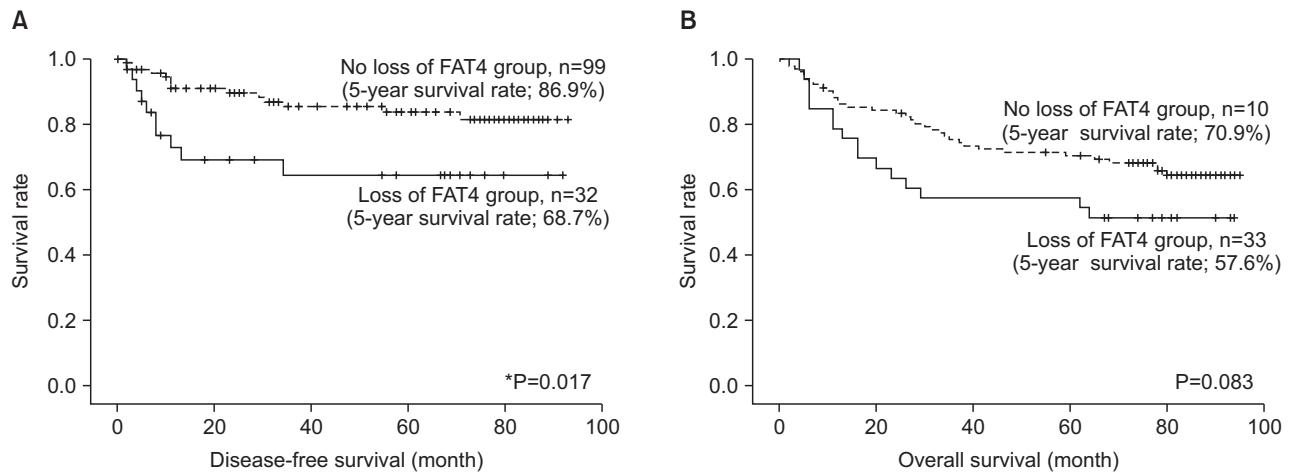 A
1.0
0.8
0.6
0.4
0.2
0.0
Survival rate
No loss of FAT4 group, n=99
(5-year survival rate; 86.9%)
Loss of FAT4 group, n=32
(5-year survival rate; 68.7%)
*P=0.017
0 20 40 60 80 100
Disease-free survival (month)
B
1.0
0.8
0.6
0.4
0.2
0.0
Survival rate
No loss of FAT4 group, n=10
(5-year survival rate; 70.9%)
Loss of FAT4 group, n=33
(5-year survival rate; 57.6%)
P=0.083
0 20 40 60 80 100
Overall survival (month)